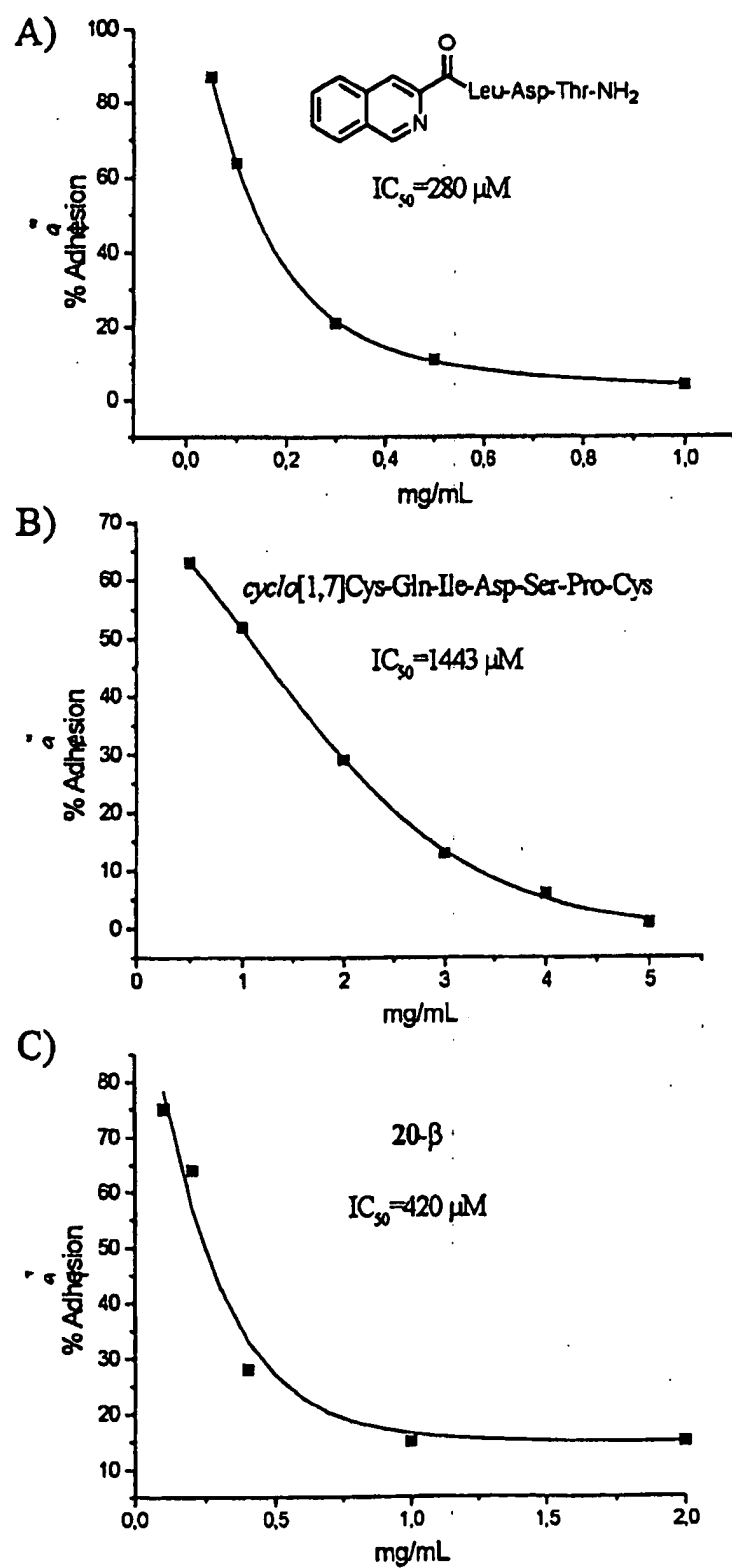 A)
100
80
60
40
20
0
% Adhesion
O
N
Leu-Asp-Thr-NH₂
IC₅₀=280 µM
0,0 0,2 0,4 0,6 0,8 1,0
mg/mL
B)
70
60
50
40
30
20
10
0
% Adhesion
cyclo[1,7]Cys-Gln-Ile-Asp-Ser-Pro-Cys
IC₅₀=1443 µM
0 1 2 3 4 5
mg/mL
C)
80
70
60
50
40
30
20
10
% Adhesion
20-β
IC₅₀=420 µM
0,0 0,5 1,0 1,5 2,0
mg/mL